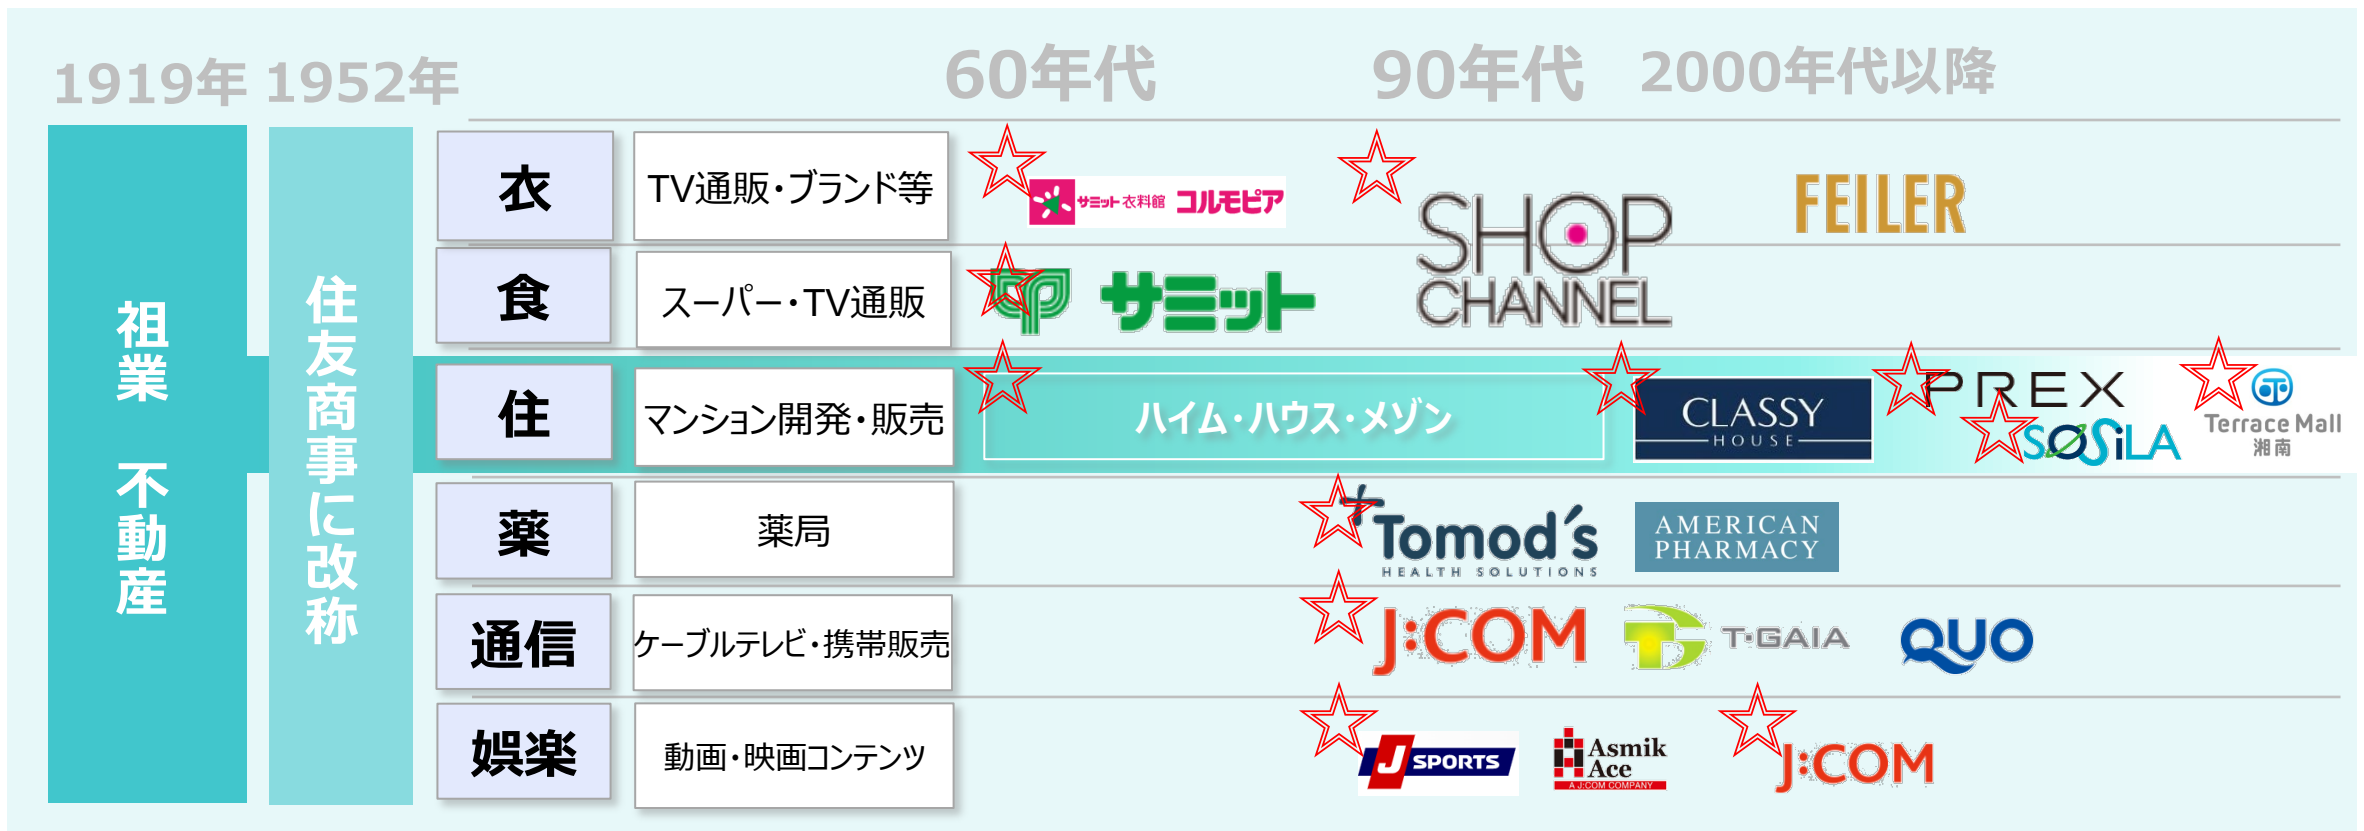 1919年
1952年
60年代
90年代
2000年代以降
祖業 不動産
住友商事に改称
衣
TV通販・ブランド等
サミット衣料館 コルモピア
SHOP
CHANNEL
FEILER
食
スーパー・TV通販
サミット
住
マンション開発・販売
ハイム・ハウス・メゾン
CLASSY
HOUSE
PREX
SOSiLA
Terrace Mall
湘南
薬
薬局
Tomod's
HEALTH SOLUTIONS
AMERICAN
PHARMACY
通信
ケーブルテレビ・携帯販売
J:COM
T-GAIA
QUO
娯楽
動画・映画コンテンツ
J SPORTS
Asmik
Ace
A J:COM COMPANY
J:COM